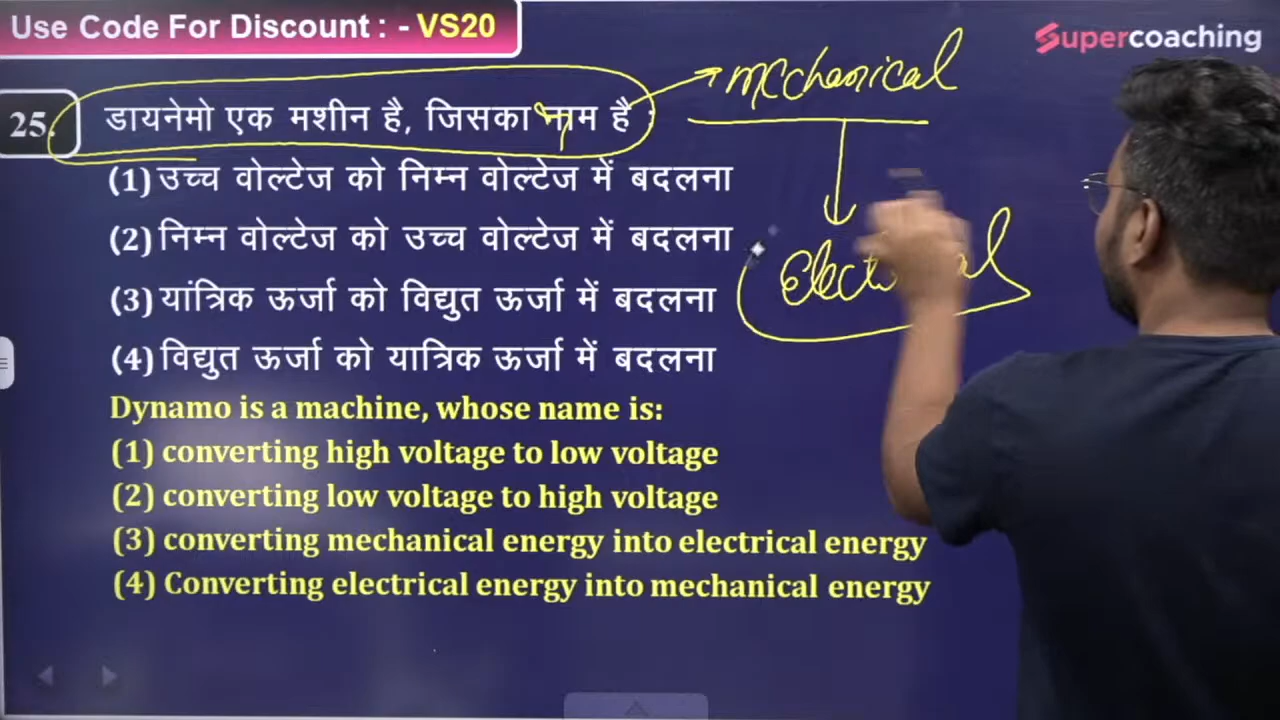 Use Code For Discount : - VS20
Supercoaching
mechanical
25. डायनेमो एक मशीन है, जिसका नाम है
(1) उच्च वोल्टेज को निम्न वोल्टेज में बदलना
(2) निम्न वोल्टेज को उच्च वोल्टेज में बदलना
(3) यांत्रिक ऊर्जा को विद्युत ऊर्जा में बदलना
(4) विद्युत ऊर्जा को यात्रिक ऊर्जा में बदलना
Dynamo is a machine, whose name is:
(1) converting high voltage to low voltage
(2) converting low voltage to high voltage
(3) converting mechanical energy into electrical energy
(4) Converting electrical energy into mechanical energy